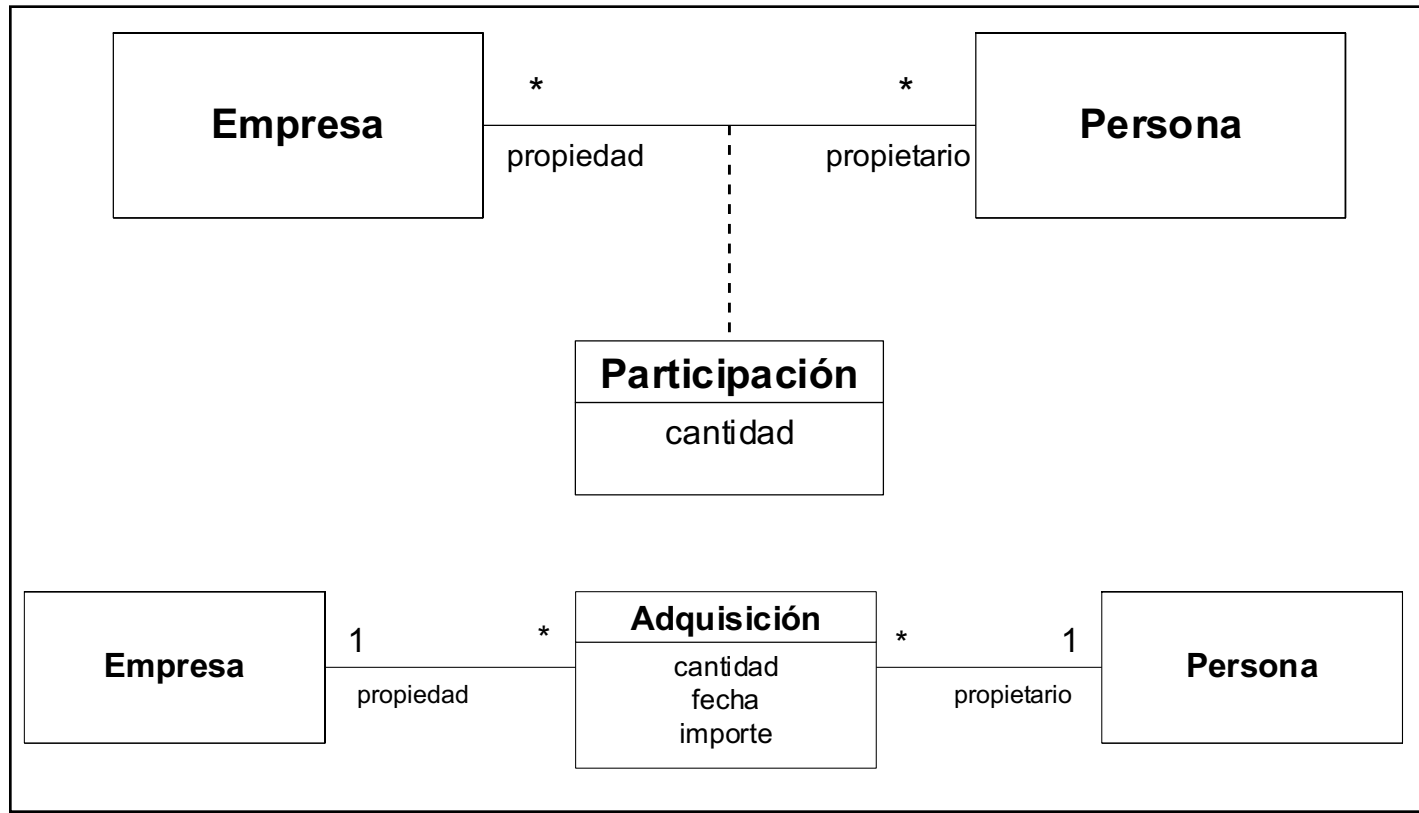 * *
Empresa Persona
propiedad propietario
Participación
cantidad
Adquisición
1 * * 1
Empresa cantidad Persona
propiedad fecha propietario
importe